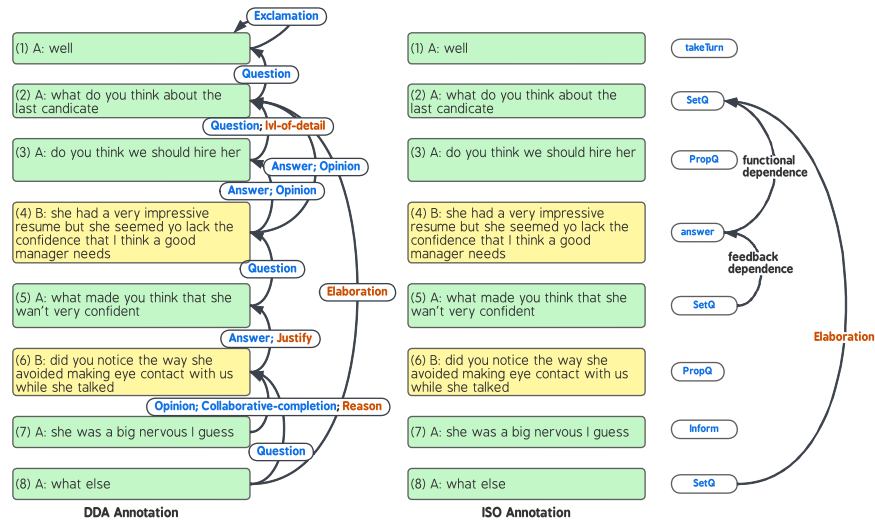 Exclamation
(1) A: well
Question
(2) A: what do you think about the
last candicate
Question; lvl-of-detail
(3) A: do you think we should hire her
Answer; Opinion
Answer; Opinion
(4) B: she had a very impressive
resume but she seemed yo lack the
confidence that I think a good
manager needs
Question
(5) A: what made you think that she
wan't very confident
Elaboration
Answer; Justify
(6) B: did you notice the way she
avoided making eye contact with us
while she talked
Opinion; Collaborative-completion; Reason
(7) A: she was a big nervous I guess
Question
(8) A: what else
DDA Annotation
(1) A: well
takeTurn
(2) A: what do you think about the
last candicate
SetQ
(3) A: do you think we should hire her
PropQ
functional
dependence
(4) B: she had a very impressive
resume but she seemed yo lack the
confidence that I think a good
manager needs
answer
feedback
dependence
(5) A: what made you think that she
wan't very confident
SetQ
Elaboration
(6) B: did you notice the way she
avoided making eye contact with us
while she talked
PropQ
(7) A: she was a big nervous I guess
Inform
(8) A: what else
SetQ
ISO Annotation